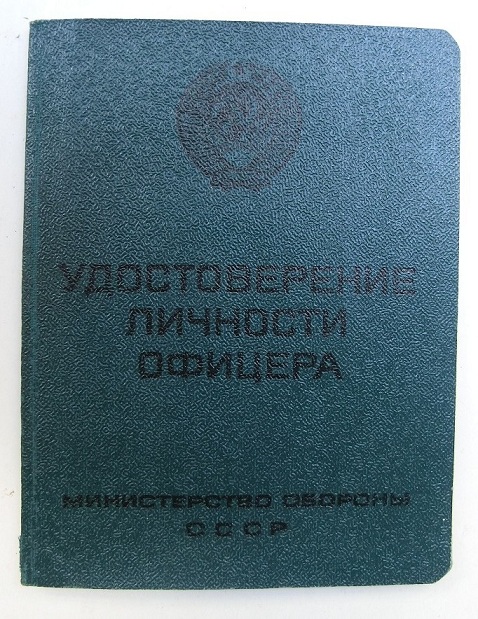 УДОСТОВЕРЕНИЕ
ЛИЧНОСТИ
ОФИЦЕРА
МИНИСТЕРСТВО ОБОРОНЫ
СССР